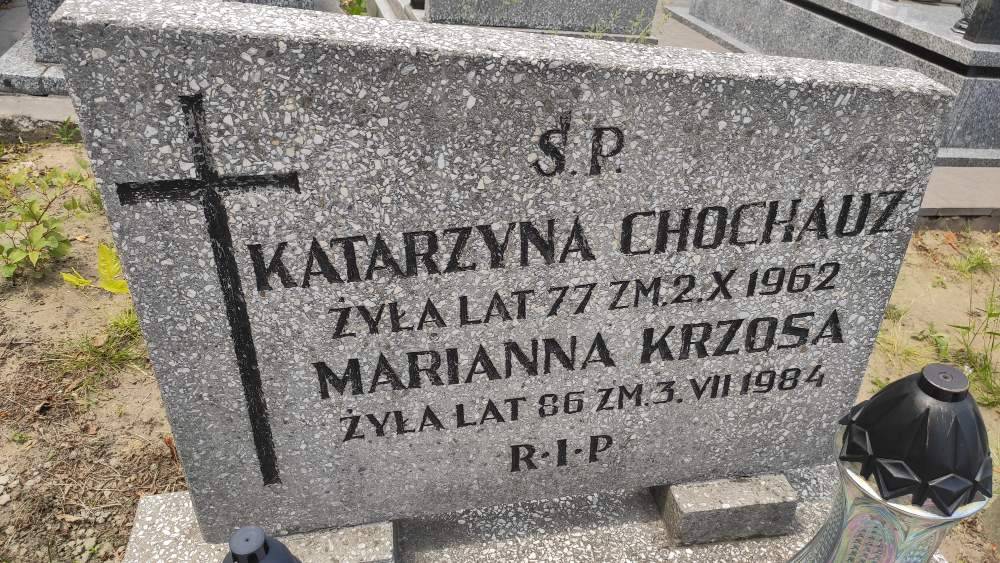 Ś.P.
KATARZYNA CHOCHAUZ
ŻYŁA LAT 77 ZM.2.X 1962
MARIANNA KRZOSA
ŻYŁA LAT 86 ZM.3.VII 1984
R·I·P